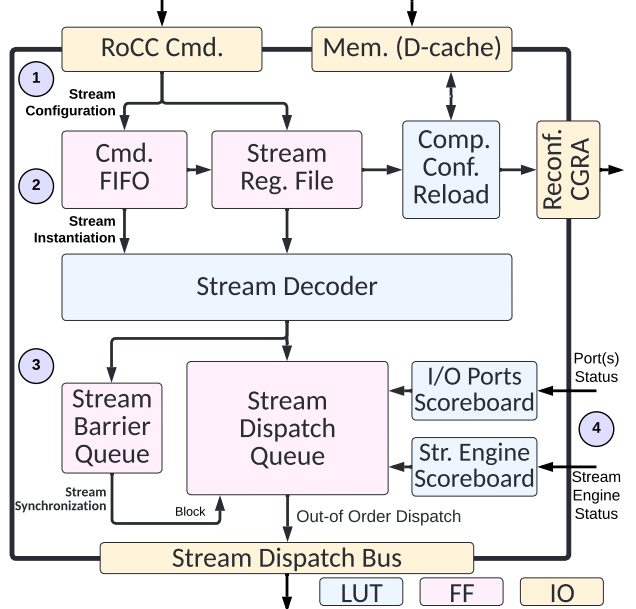 RoCC Cmd.
Mem. (D-cache)
1
Stream
Configuration
Cmd.
FIFO
Stream
Reg. File
Comp.
Conf.
Reload
Reconf.
CGRA
2
Stream
Instantiation
Stream Decoder
3
Stream
Barrier
Queue
Stream
Dispatch
Queue
I/O Ports
Scoreboard
Port(s)
Status
4
Str. Engine
Scoreboard
Stream
Engine
Status
Stream
Synchronization
Block
Out-of Order Dispatch
Stream Dispatch Bus
LUT
FF
IO